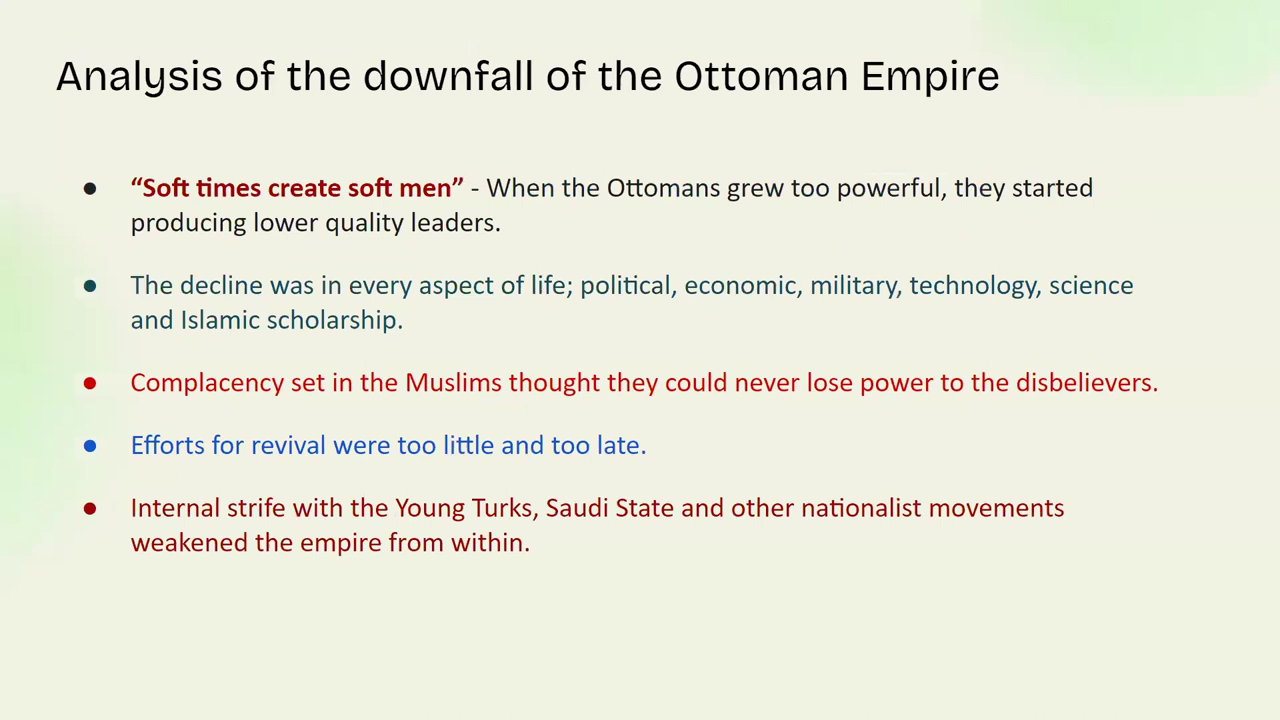 Analysis of the downfall of the Ottoman Empire
● “Soft times create soft men” - When the Ottomans grew too powerful, they started
producing lower quality leaders.
● The decline was in every aspect of life; political, economic, military, technology, science
and Islamic scholarship.
● Complacency set in the Muslims thought they could never lose power to the disbelievers.
● Efforts for revival were too little and too late.
● Internal strife with the Young Turks, Saudi State and other nationalist movements
weakened the empire from within.